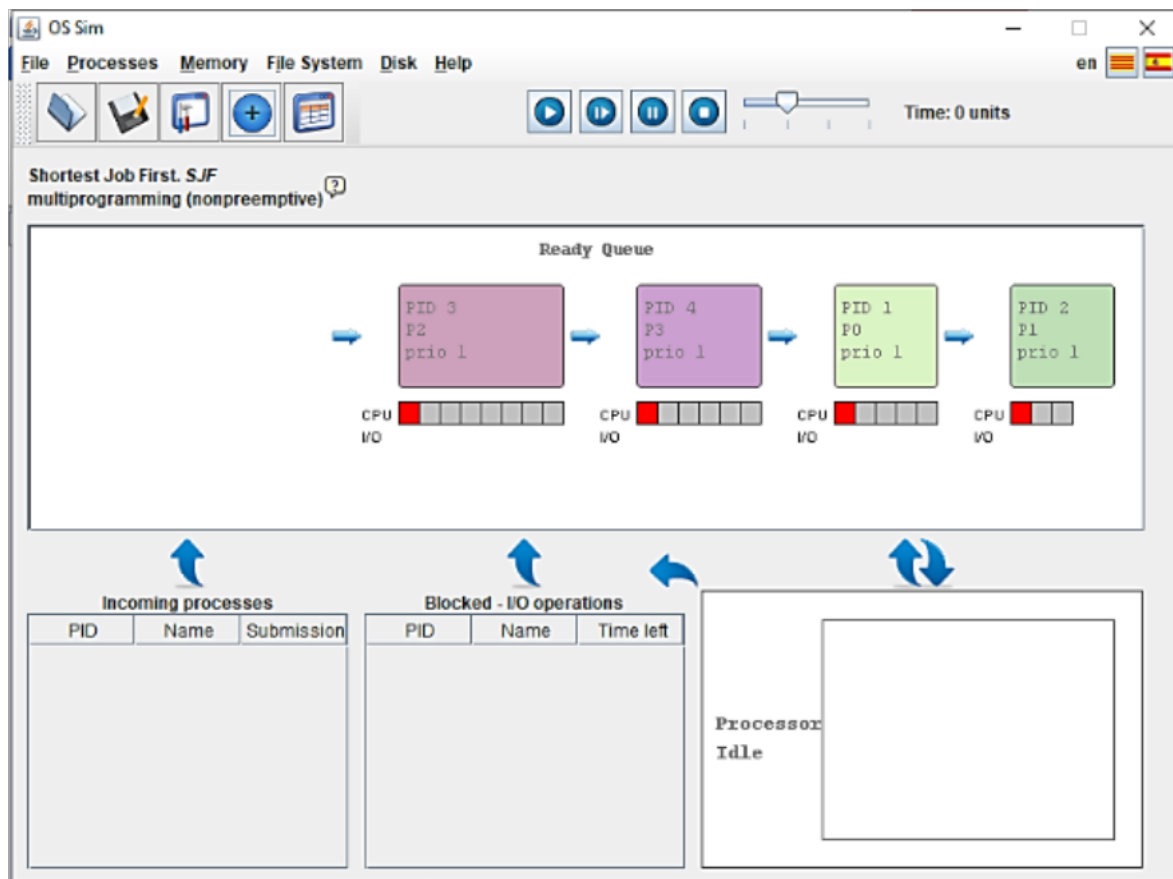 OS Sim
File Processes Memory File System Disk Help en
Time: 0 units
Shortest Job First. SJF
multiprogramming (nonpreemptive) ?
Ready Queue
PID 3
P2
prio 1
CPU
I/O
PID 4
P3
prio 1
CPU
I/O
PID 1
P0
prio 1
CPU
I/O
PID 2
P1
prio 1
CPU
I/O
Incoming processes
PID Name Submission
Blocked - I/O operations
PID Name Time left
Processor
Idle